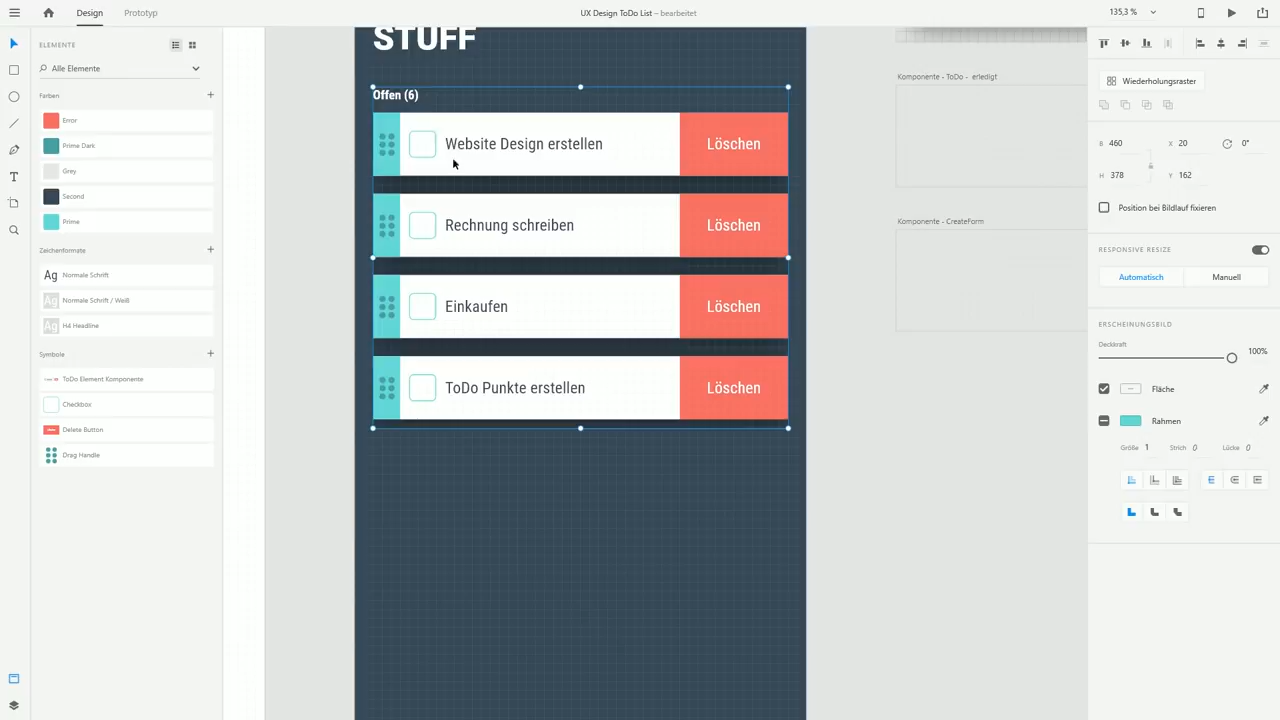 Design
Prototyp
UX Design ToDo List – bearbeitet
135,3 %
ELEMENTE
Alle Elemente
Farben
Error
Prime Dark
Grey
Second
Prime
Zeichenformate
Ag Normale Schrift
Ag Normale Schrift / Weiß
Ag H4 Headline
Symbole
ToDo Element Komponente
Checkbox
Delete Button
Drag Handle
STUFF
Offen (6)
Website Design erstellen
Löschen
Rechnung schreiben
Löschen
Einkaufen
Löschen
ToDo Punkte erstellen
Löschen
Komponente - ToDo - erledigt
Komponente - CreateForm
Wiederholungsraster
B 460 X 20 0°
H 378 Y 162
Position bei Bildlauf fixieren
RESPONSIVE RESIZE
Automatisch
Manuell
ERSCHEINUNGSBILD
Deckkraft
100%
Fläche
Rahmen
Größe 1 Strich 0 Lücke 0